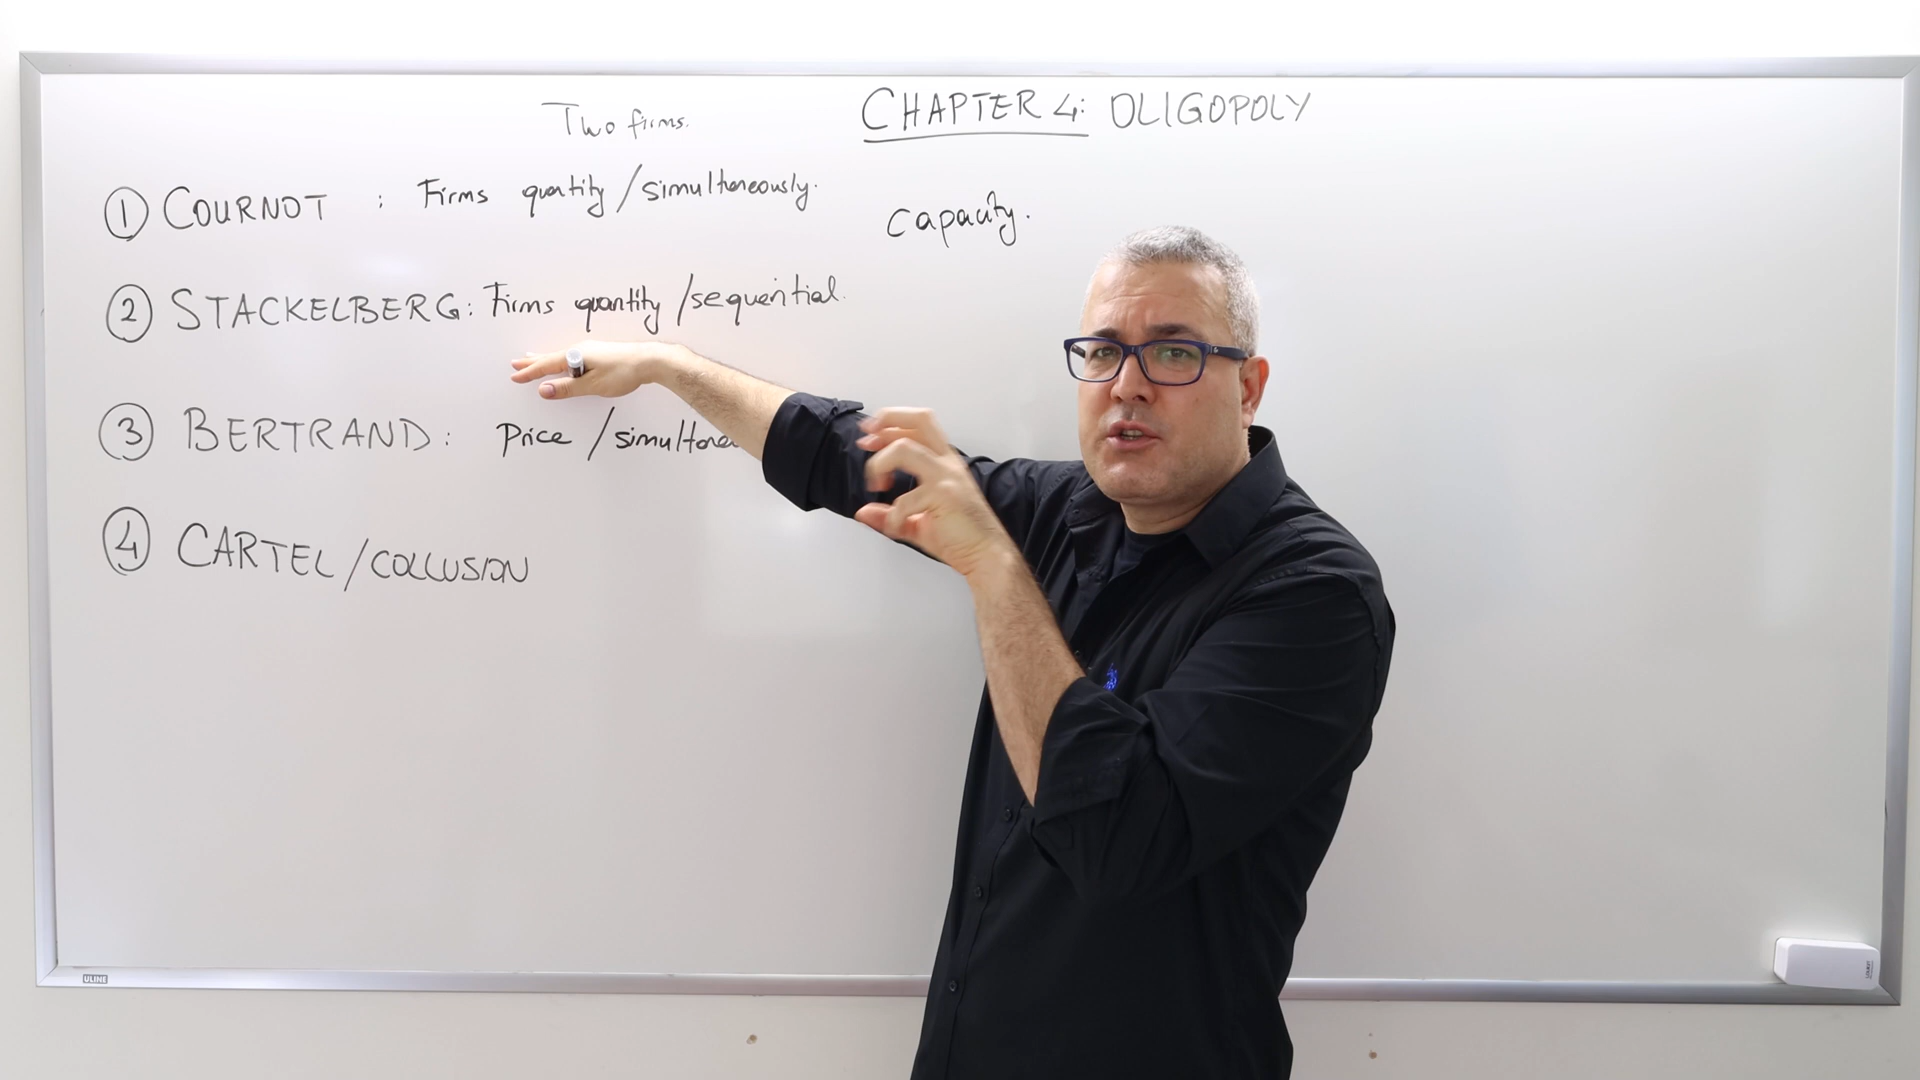 Two firms.
CHAPTER 4: OLIGOPOLY
① COURNOT : Firms quantity / simultaneously.
capacity.
② STACKELBERG: Firms quantity / sequential.
③ BERTRAND: Price /
④ CARTEL / COLLUSION
ULINE